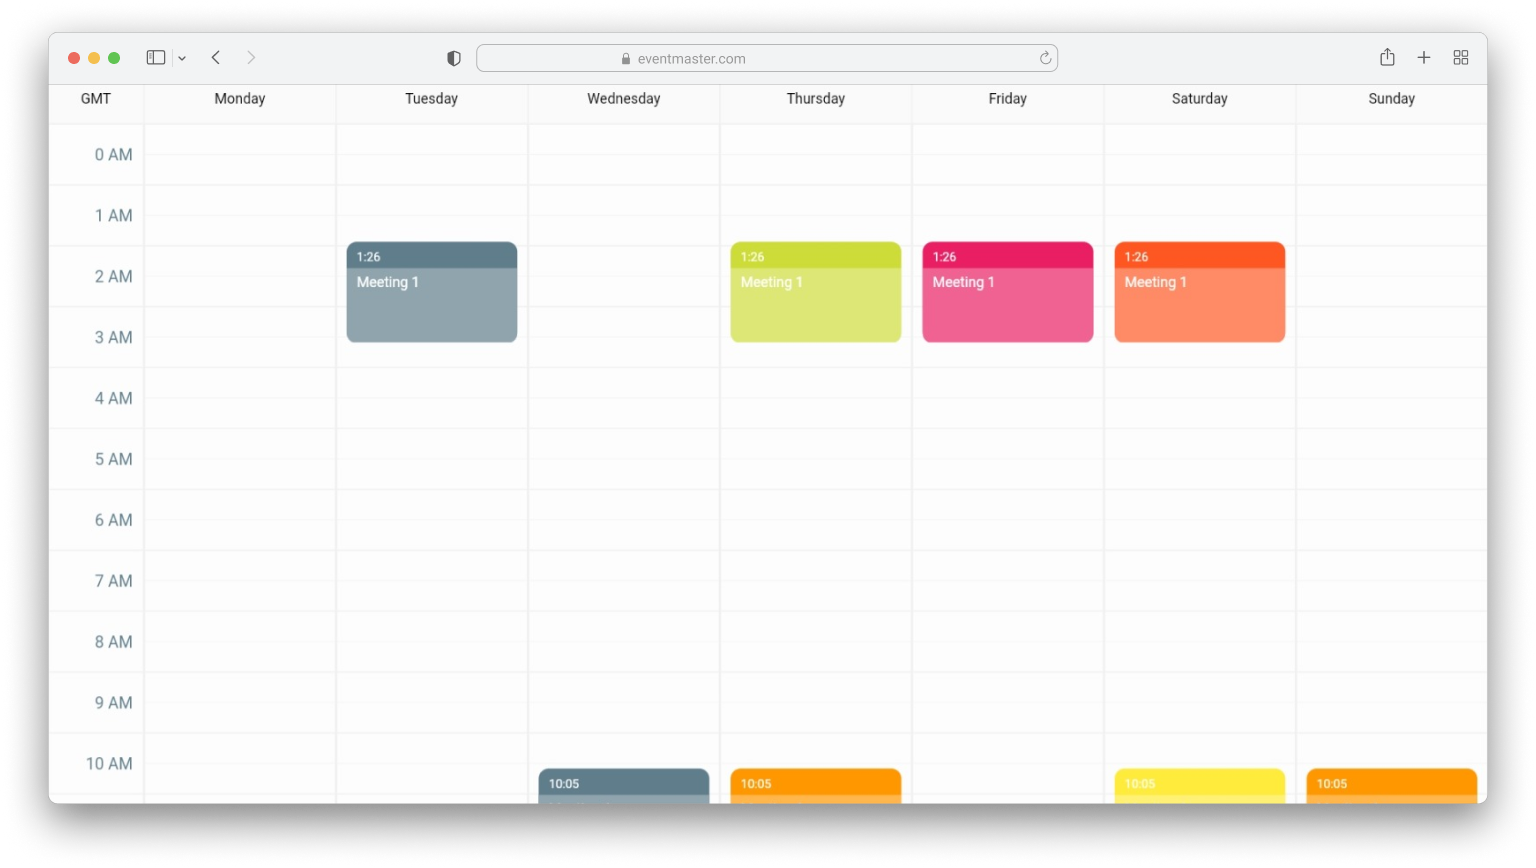 eventmaster.com
GMT Monday Tuesday Wednesday Thursday Friday Saturday Sunday
0 AM
1 AM
1:26 1:26 1:26 1:26
2 AM
Meeting 1 Meeting 1 Meeting 1 Meeting 1
3 AM
4 AM
5 AM
6 AM
7 AM
8 AM
9 AM
10 AM
10:05 10:05 10:05 10:05